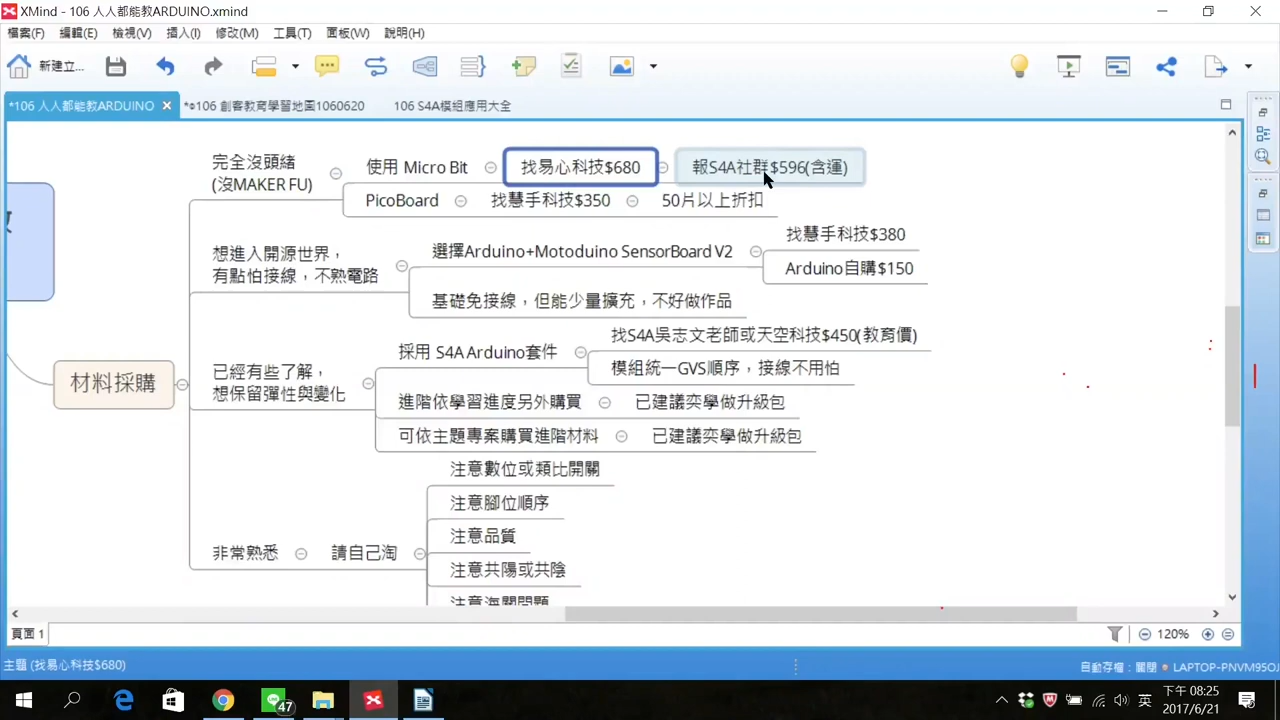 XMind - 106 人人都能教ARDUINO.xmind
檔案(F) 編輯(E) 檢視(V) 插入(I) 修改(M) 工具(T) 面板(W) 說明(H)
新建立...
*106 人人都能教ARDUINO
106 創客教育學習地圖1060620
106 S4A模組應用大全
完全沒頭緒
(沒MAKER FU)
使用 Micro Bit
找易心科技$680
報S4A社群$596(含運)
PicoBoard
找慧手科技$350
50片以上折扣
想進入開源世界，
有點怕接線，不熟電路
選擇Arduino+Motoduino SensorBoard V2
找慧手科技$380
Arduino自購$150
基礎免接線，但能少量擴充，不好做作品
材料採購
已經有些了解，
想保留彈性與變化
採用 S4A Arduino套件
找S4A吳志文老師或天空科技$450(教育價)
模組統一GVS順序，接線不用怕
進階依學習進度另外購買
已建議奕學做升級包
可依主題專案購買進階材料
已建議奕學做升級包
非常熟悉
請自己淘
注意數位或類比開關
注意腳位順序
注意品質
注意共陽或共陰
注意海關問題
頁面 1
120%
主題 (找易心科技$680)
自動存檔：關閉
LAPTOP-PNVM95OJ
47
英
下午 08:25
2017/6/21